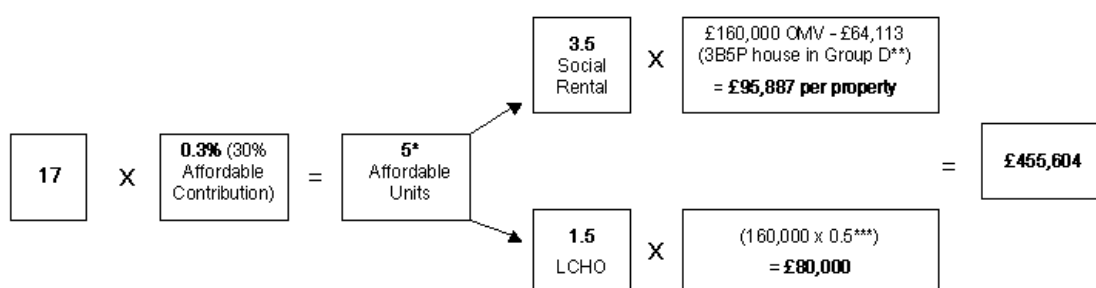 17
X
0.3% (30%
Affordable
Contribution)
=
5*
Affordable
Units
3.5
Social
Rental
X
£160,000 OMV - £64,113
(3B5P house in Group D**)
= £95,887 per property
1.5
LCHO
X
(160,000 x 0.5***)
= £80,000
=
£455,604